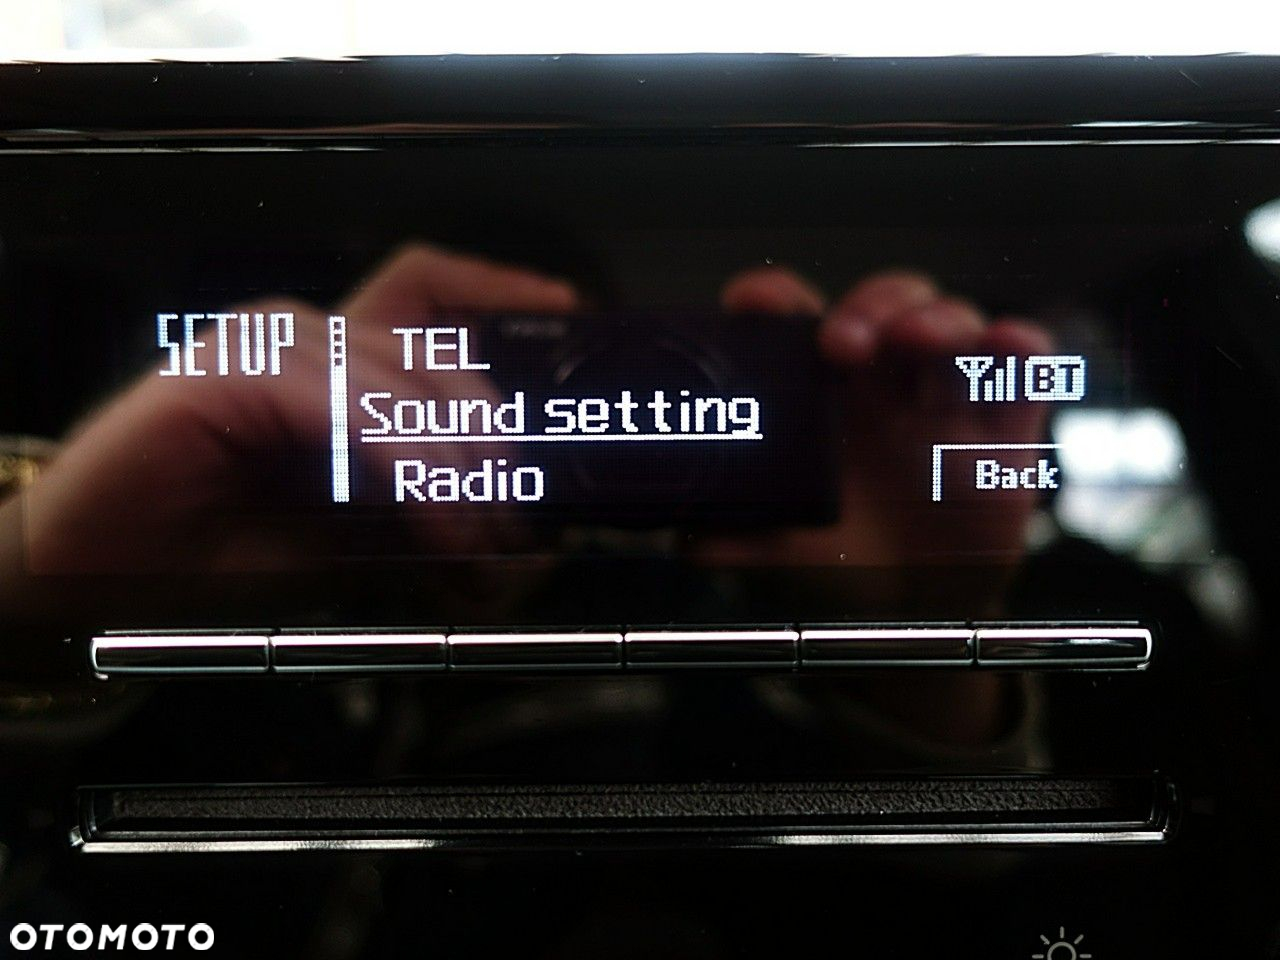 SETUP
TEL
Sound setting
Radio
BT
Back
OTOMOTO